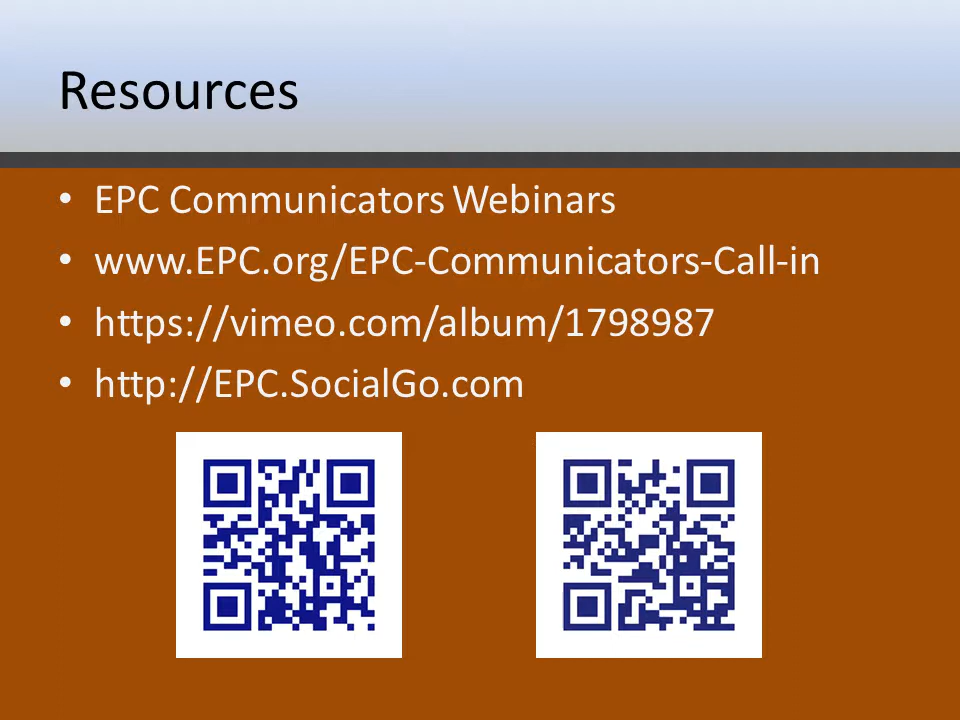 Resources
• EPC Communicators Webinars
• www.EPC.org/EPC-Communicators-Call-in
• https://vimeo.com/album/1798987
• http://EPC.SocialGo.com